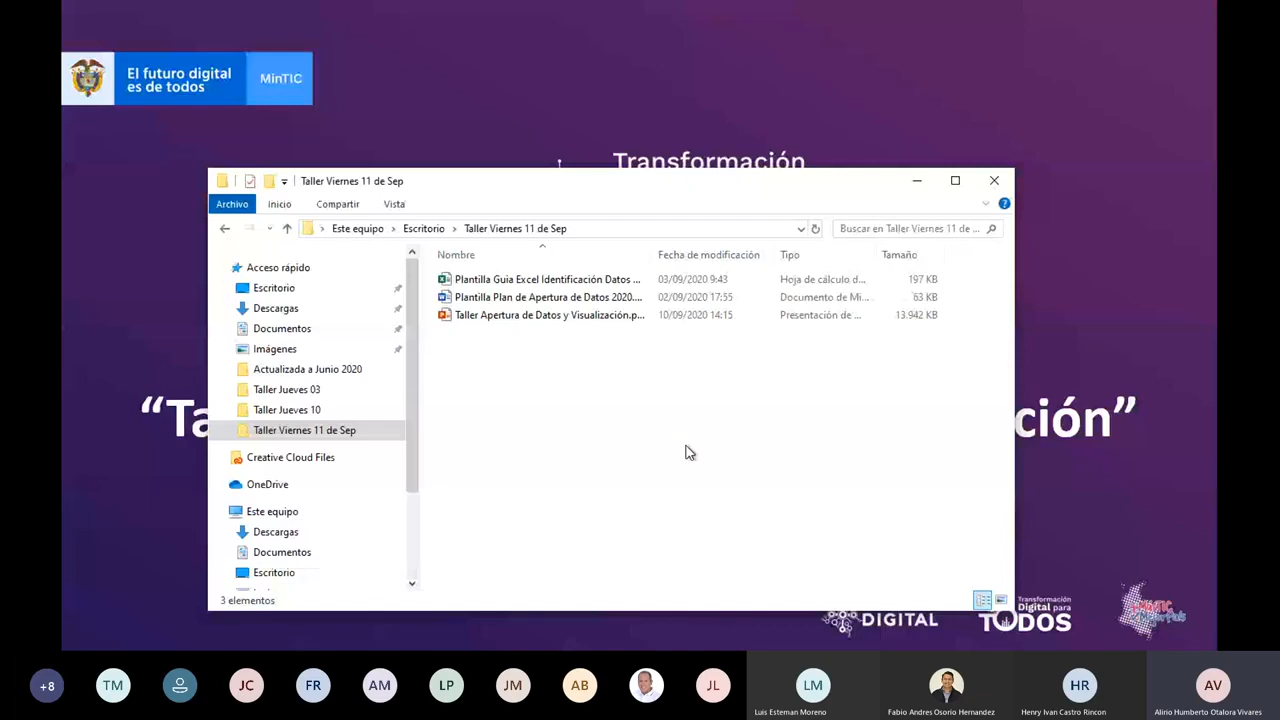 El futuro digital
es de todos
MinTIC
Transformación
Taller Viernes 11 de Sep
Archivo Inicio Compartir Vista
Este equipo > Escritorio > Taller Viernes 11 de Sep
Buscar en Taller Viernes 11 de ...
Nombre Fecha de modificación Tipo Tamaño
Plantilla Guia Excel Identificación Datos ... 03/09/2020 9:43 Hoja de cálculo d... 197 KB
Plantilla Plan de Apertura de Datos 2020.... 02/09/2020 17:55 Documento de Mi... 63 KB
Taller Apertura de Datos y Visualización.p... 10/09/2020 14:15 Presentación de ... 13.942 KB
Acceso rápido
Escritorio
Descargas
Documentos
Imágenes
Actualizada a Junio 2020
Taller Jueves 03
Taller Jueves 10
Taller Viernes 11 de Sep
Creative Cloud Files
OneDrive
Este equipo
Descargas
Documentos
Escritorio
3 elementos
“Ta
ción”
DIGITAL
Transformación
Digital para
TODOS
+8 TM JC FR AM LP JM AB JL LM HR AV
Luis Esteman Moreno
Fabio Andres Osorio Hernandez
Henry Ivan Castro Rincon
Alirio Humberto Otalora Vivares